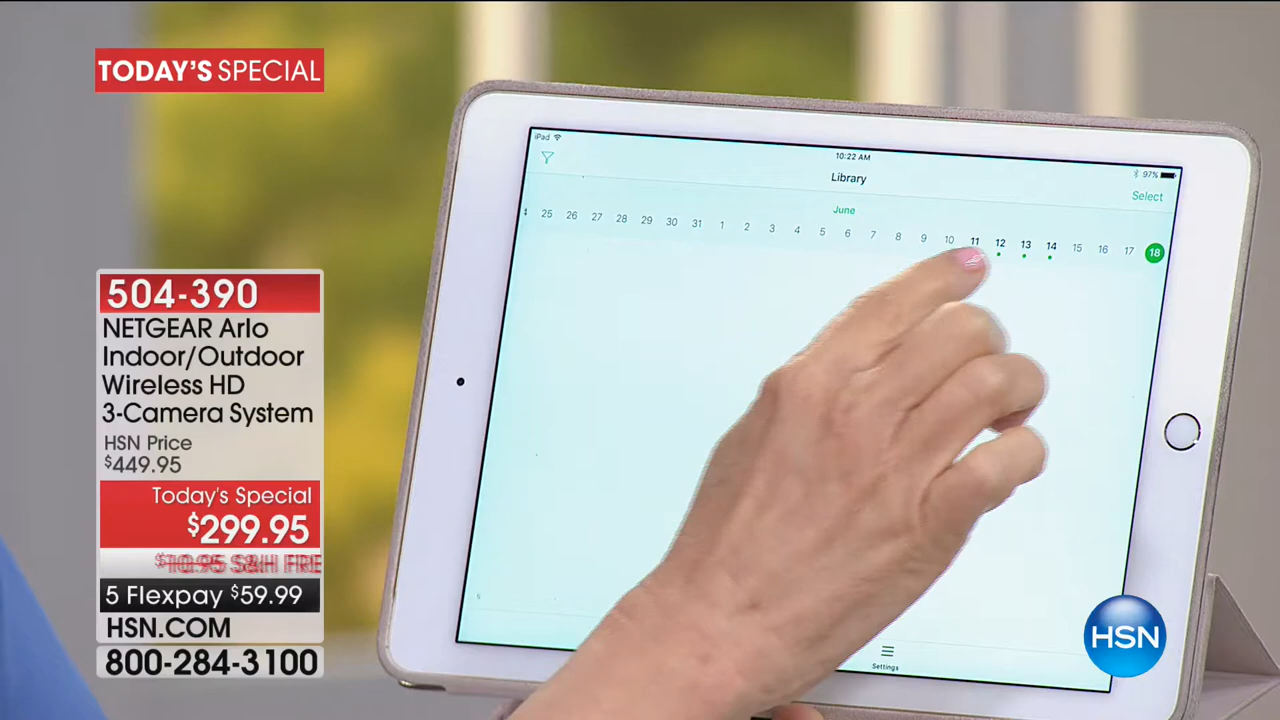 TODAY'S SPECIAL
504-390
NETGEAR Arlo
Indoor/Outdoor
Wireless HD
3-Camera System
HSN Price
$449.95
Today's Special
$299.95
$10.95 S&H FRE
5 Flexpay $59.99
HSN.COM
800-284-3100
iPad
10:22 AM
97%
Library
Select
June
25 26 27 28 29 30 31 1 2 3 4 5 6 7 8 9 10 11 12 13 14 15 16 17 18
Settings
HSN